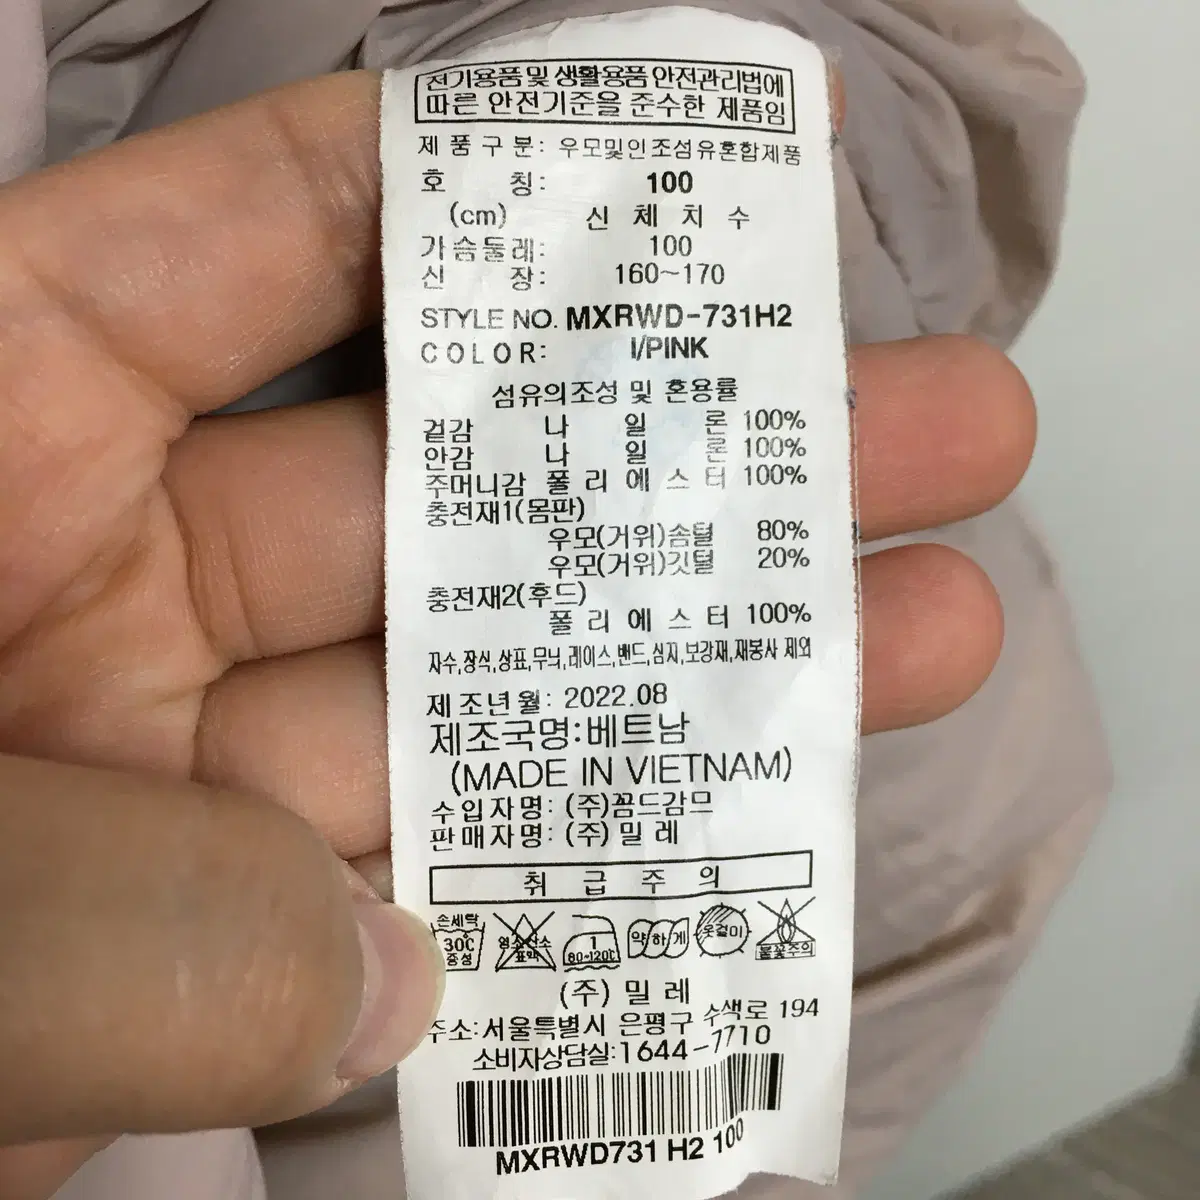 전기용품및 생활용품 안전관리법에
따른 안전기준을 준수한 제품임
제 품 구 분: 우모및인조섬유혼합제품
호 칭: 100
(cm) 신 체 치 수
가슴둘레: 100
신 장: 160~170
STYLE NO. MXRWD-731H2
COLOR: I/PINK
섬유의조성 및 혼용률
겉감 나 일 론 100%
안감 나 일 론 100%
주머니감 폴 리 에 스 터 100%
충전재1(몸판)
우모(거위)솜털 80%
우모(거위)깃털 20%
충전재2(후드)
폴 리 에 스 터 100%
자수,장식,상표,무늬,레이스,밴드,심지,보강재,재봉사 제외
제 조년 월: 2022.08
제조국명:베트남
(MADE IN VIETNAM)
수 입 자 명: (주)꼼드감므
판 매 자 명: (주) 밀 레
취 급 주 의
손세탁 30℃ 중성
염소산소 표백
1 80~120℃
약하게
옷걸이
불꽃주의
(주) 밀 레
주소:서울특별시 은평구 수색로 194
소비자상담실:1644-7710
MXRWD731 H2 100